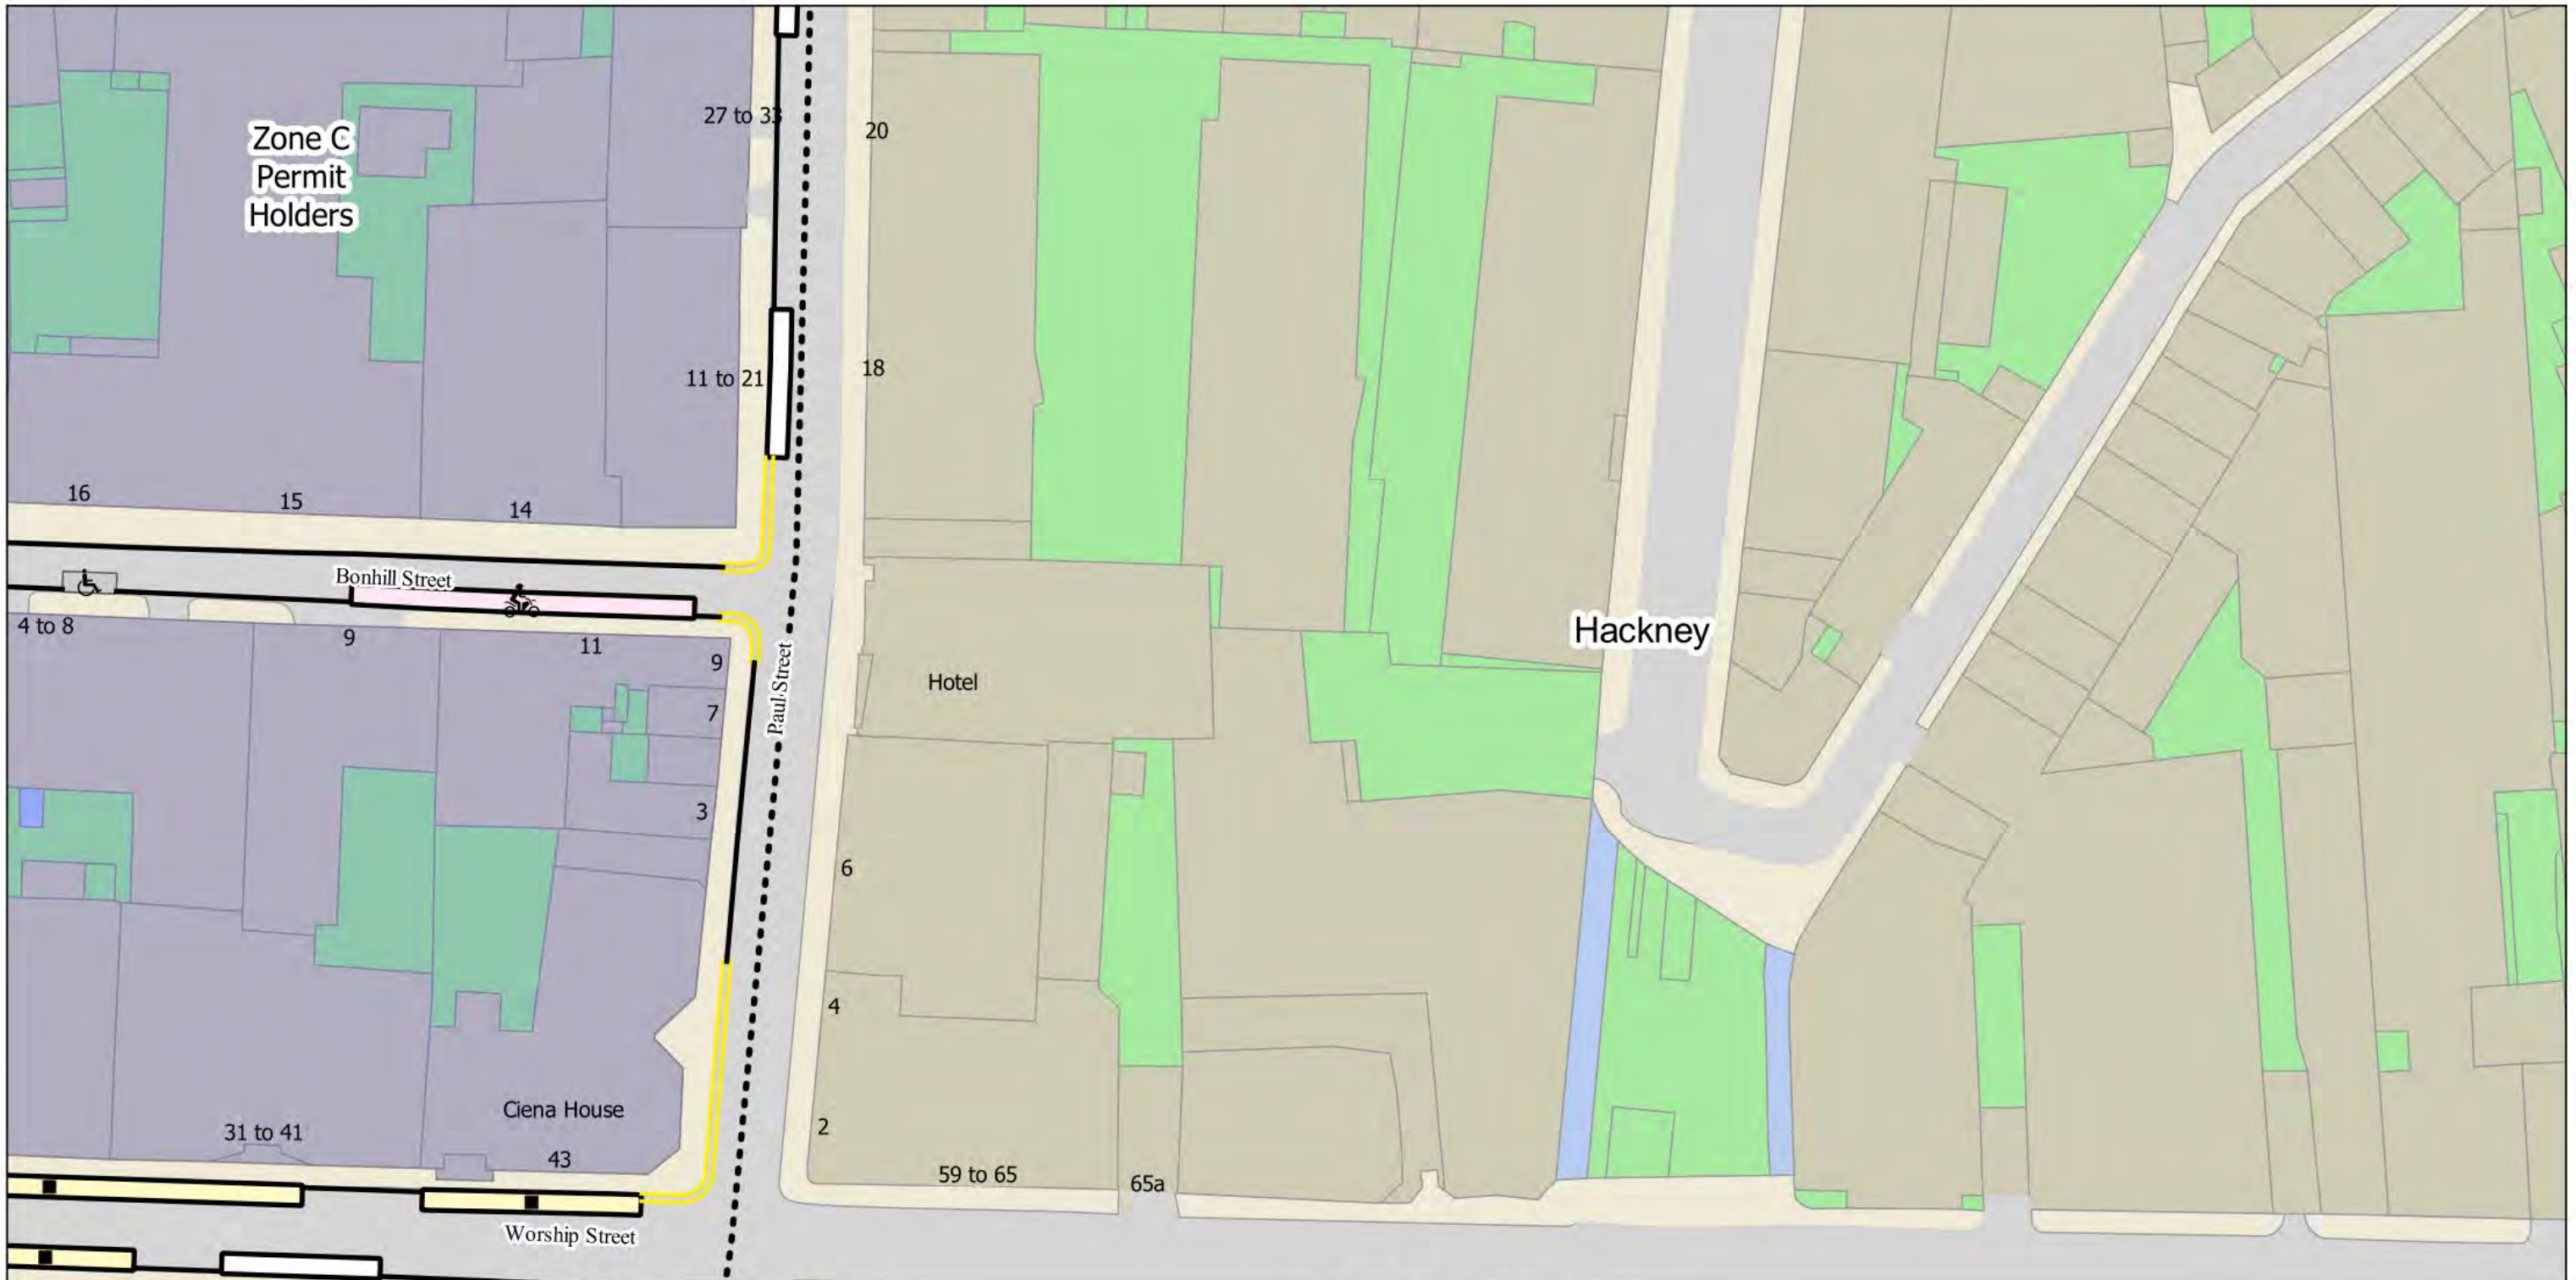 27 to 33
20
Zone C
Permit
Holders
18
11 to 21
16
15
14
Bonhill Street
4 to 8
9
11
9
Hackney
Paul Street
7
Hotel
3
6
4
Ciena House
2
31 to 41
43
59 to 65
65a
Worship Street